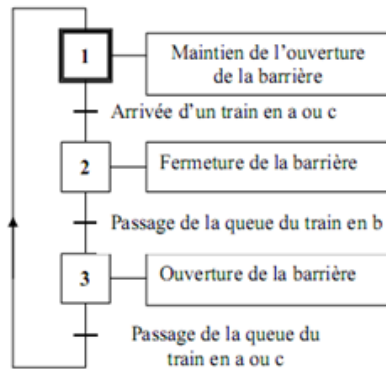 1
Maintien de l'ouverture
de la barrière
Arrivée d'un train en a ou c
2
Fermeture de la barrière
Passage de la queue du train en b
3
Ouverture de la barrière
Passage de la queue du
train en a ou c